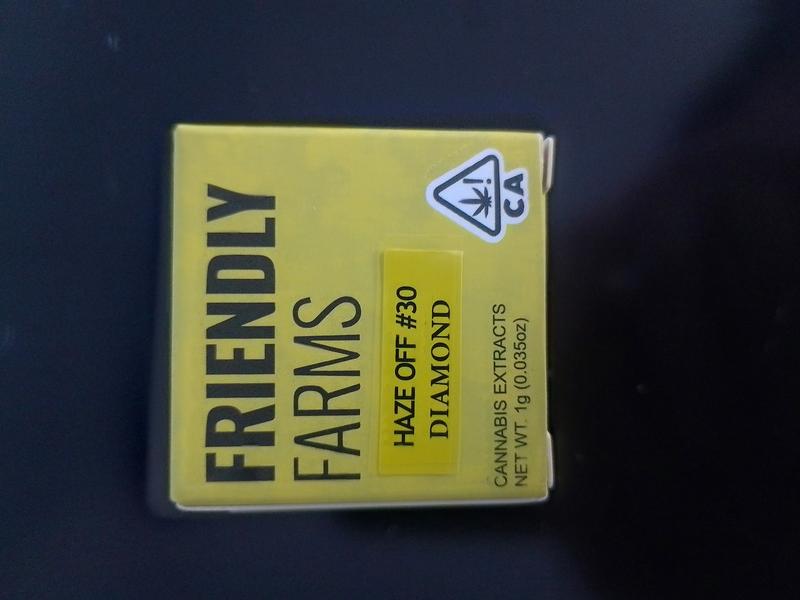 FRIENDLY
FARMS
HAZE OFF #30
DIAMOND
CANNABIS EXTRACTS
NET WT. 1g (0.035oz)
!
CA